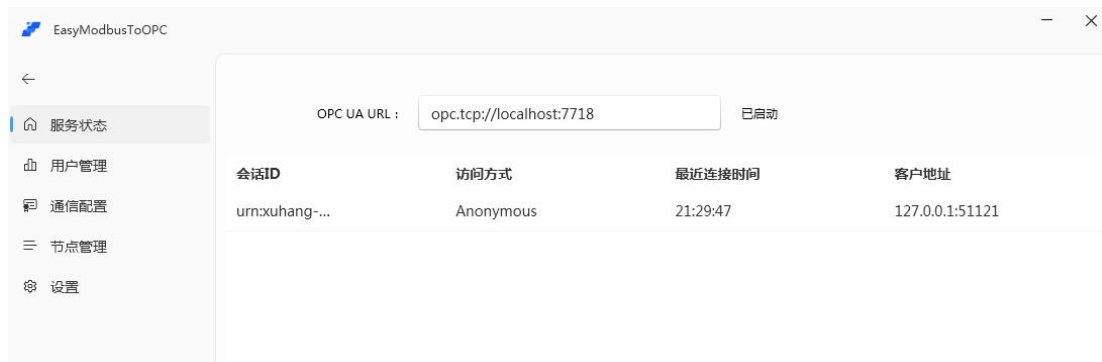 EasyModbusToOPC
服务状态
用户管理
通信配置
节点管理
设置
OPC UA URL： opc.tcp://localhost:7718 已启动
会话ID 访问方式 最近连接时间 客户地址
urn:xuhang-... Anonymous 21:29:47 127.0.0.1:51121